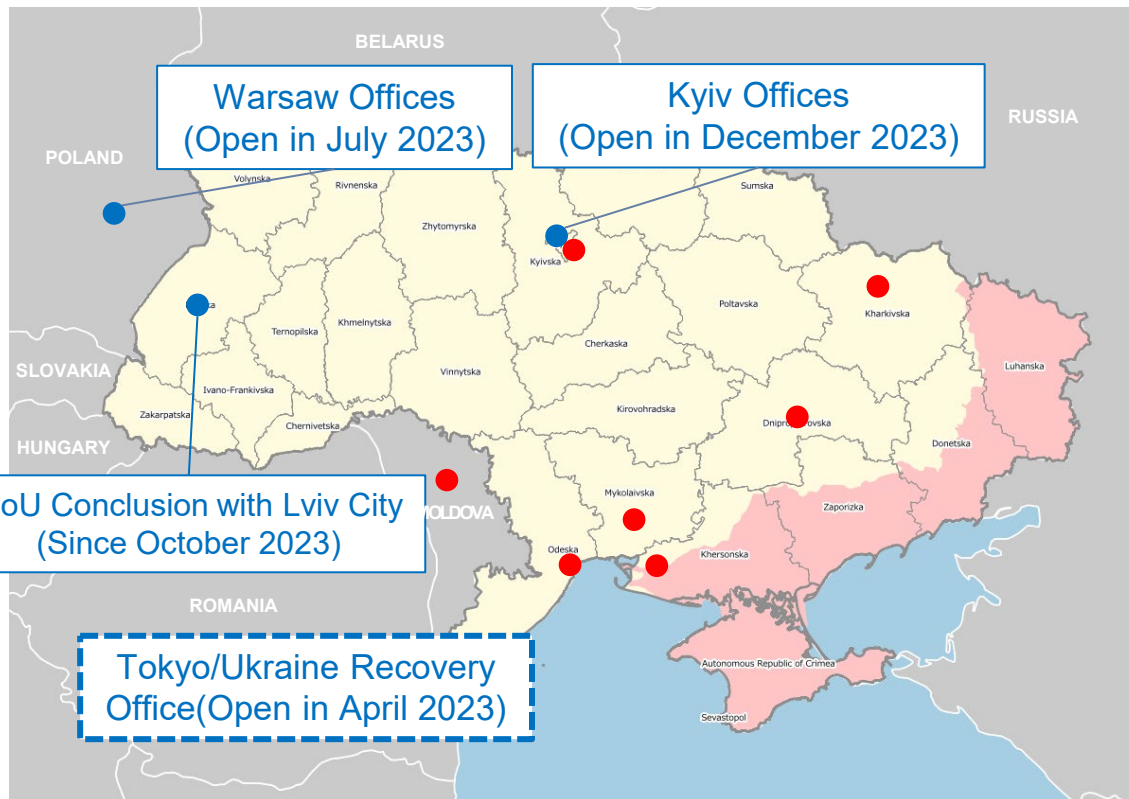 BELARUS
Warsaw Offices
(Open in July 2023)
Kyiv Offices
(Open in December 2023)
RUSSIA
POLAND
Volynska
Rivnenska
Sumska
Zhytomyrska
Kyivska
Kharkivska
Poltavska
Ternopilska
Khmelnytska
Cherkaska
SLOVAKIA
Vinnytska
Luhanska
Ivano-Frankivska
Zakarpatska
Kirovohradska
Chernivetska
Donetska
HUNGARY
oU Conclusion with Lviv City
(Since October 2023)
MOLDOVA
Mykolaivska
Zaporizka
Odeska
Khersonska
ROMANIA
Tokyo/Ukraine Recovery
Office(Open in April 2023)
Autonomous Republic of Crimea
Sevastopol